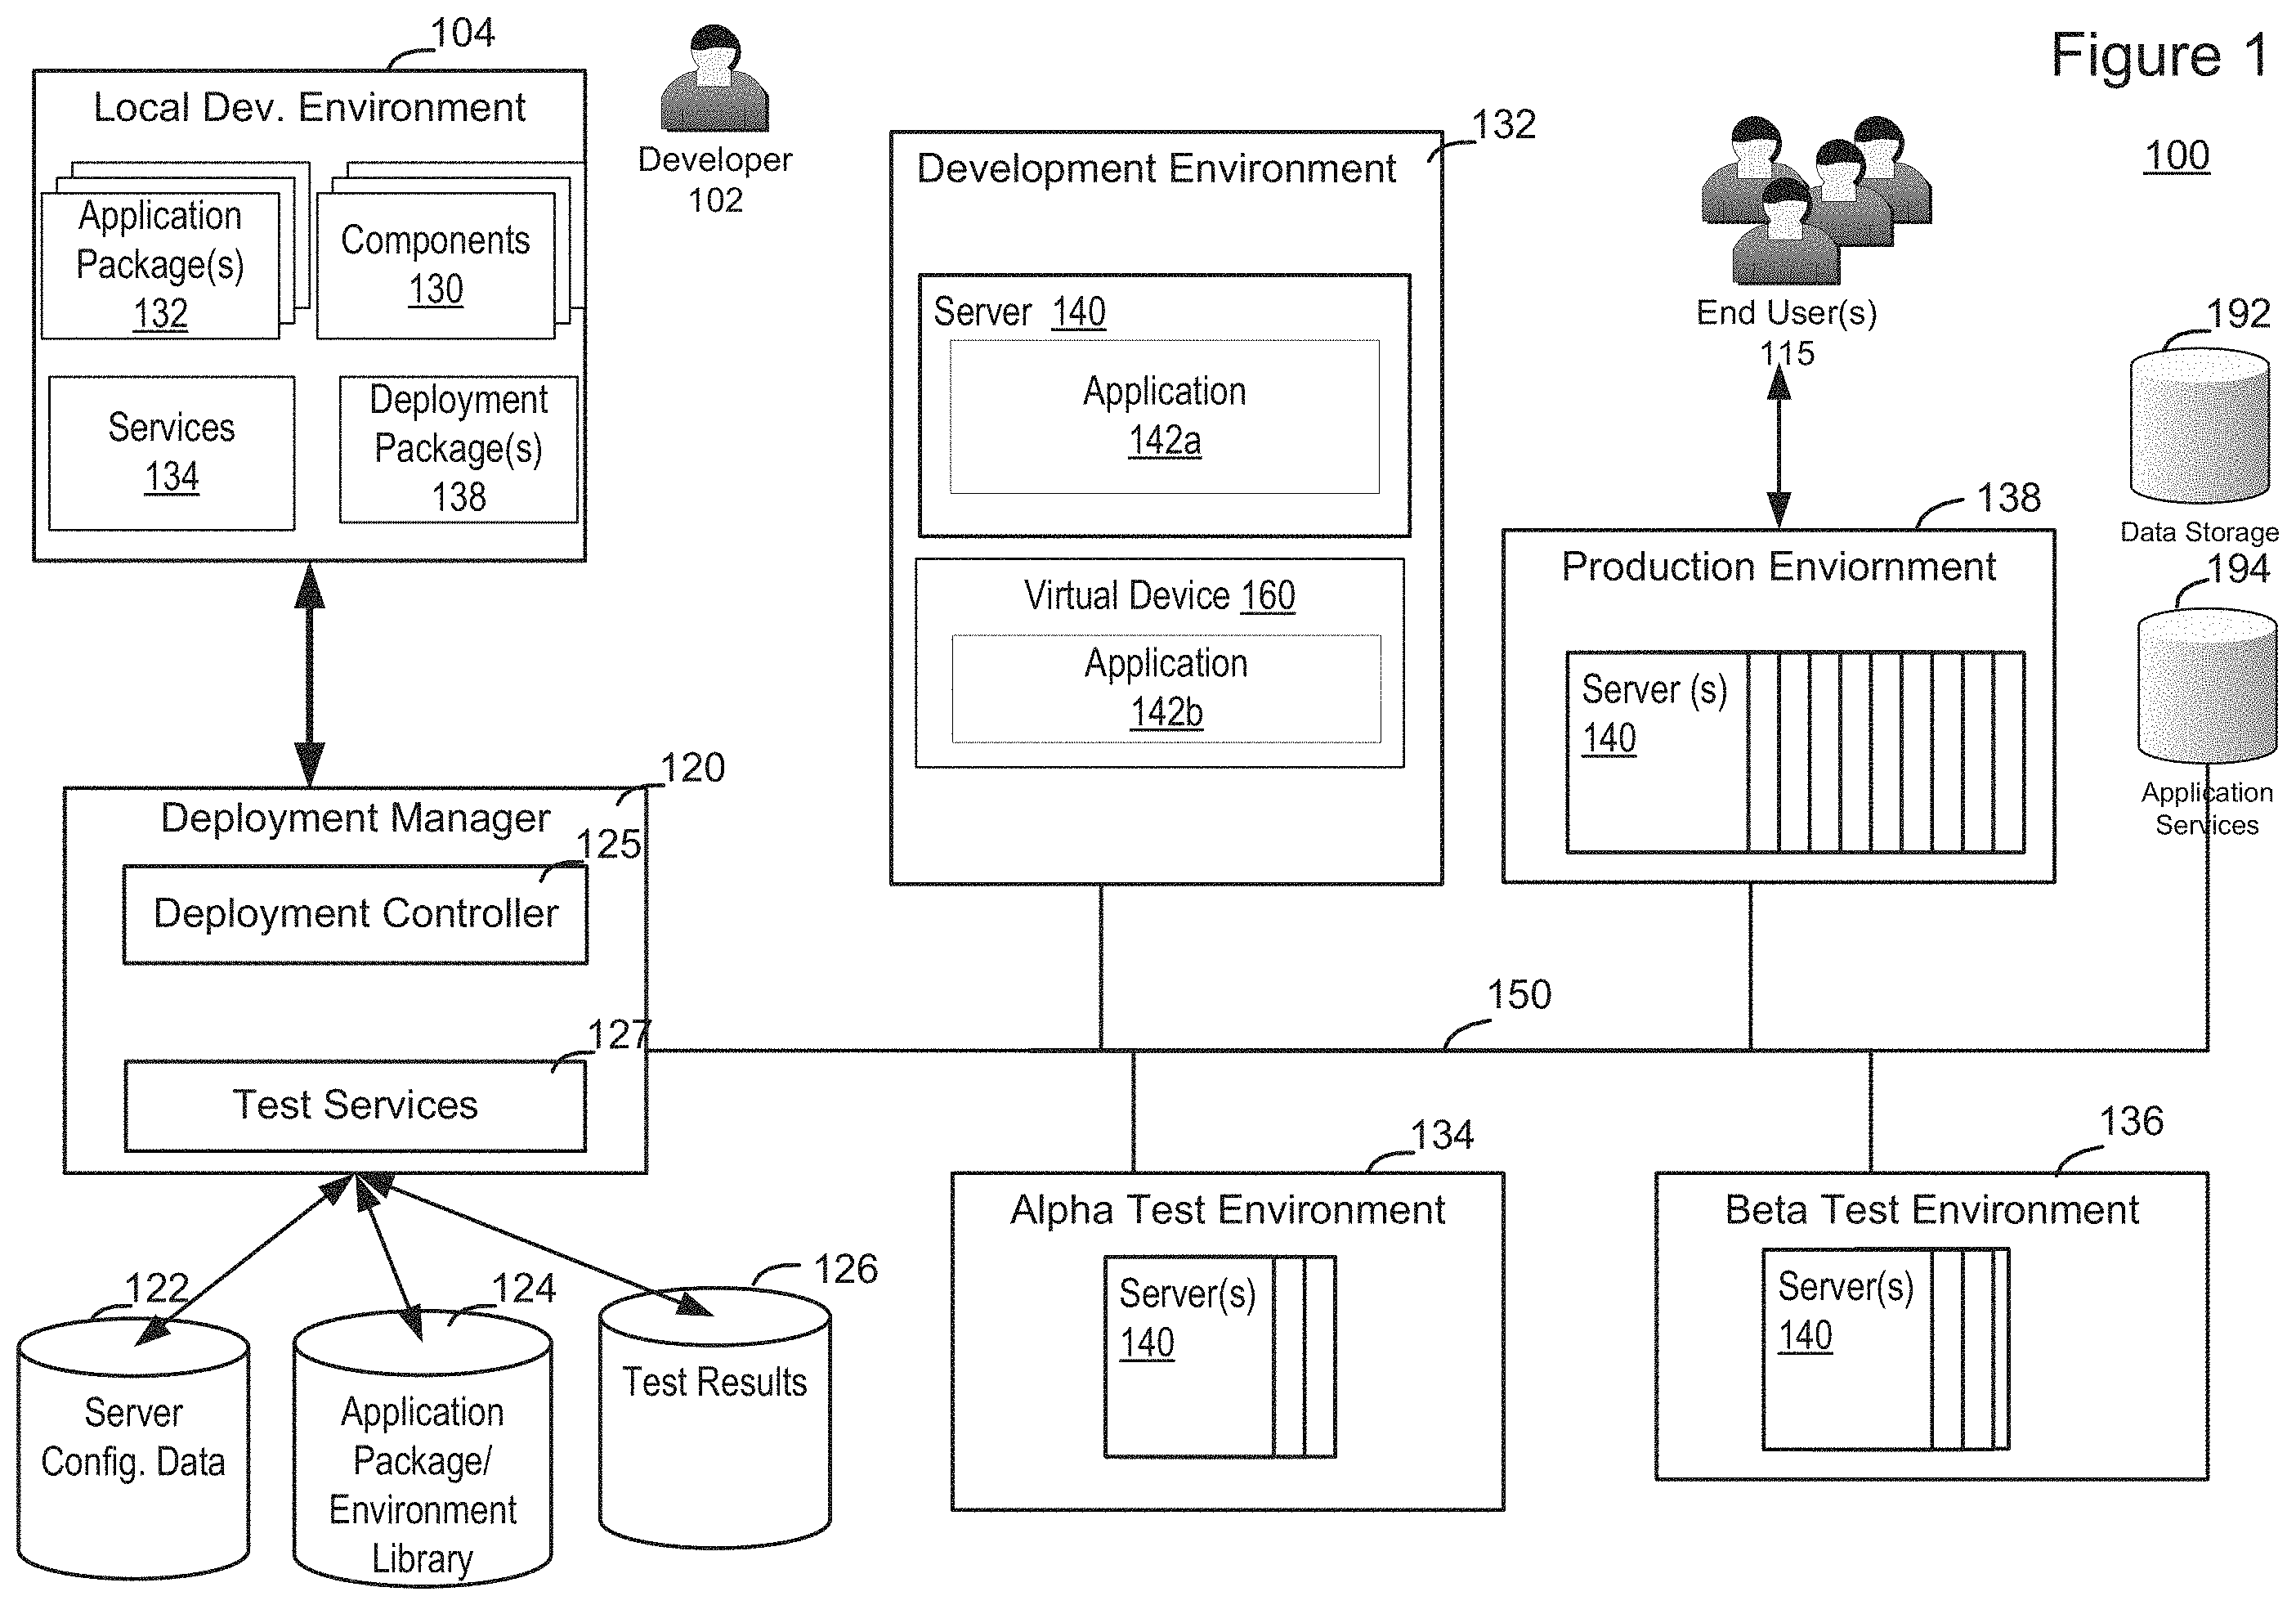 Figure 1
100
104
Local Dev. Environment
Application
Package(s)
132
Components
130
Services
134
Deployment
Package(s)
138
Developer
102
132
Development Environment
Server 140
Application
142a
Virtual Device 160
Application
142b
End User(s)
115
138
Production Enviornment
Server (s)
140
192
Data Storage
194
Application
Services
120
Deployment Manager
125
Deployment Controller
127
Test Services
150
122
Server
Config. Data
124
Application
Package/
Environment
Library
126
Test Results
134
Alpha Test Environment
Server(s)
140
136
Beta Test Environment
Server(s)
140